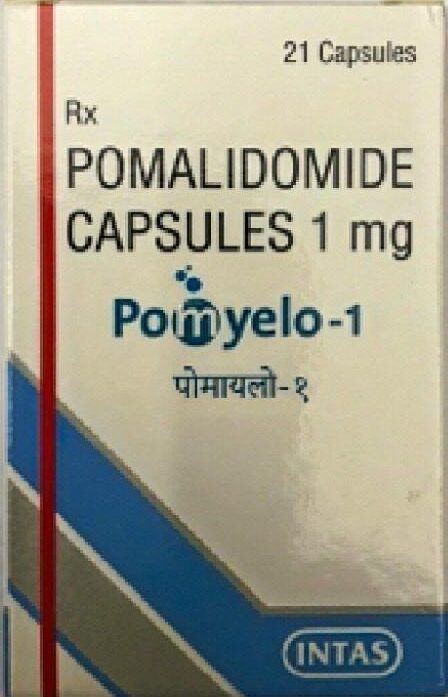 21 Capsules
Rx
POMALIDOMIDE
CAPSULES 1 mg
Pomyelo-1
पोमायलो-१
INTAS